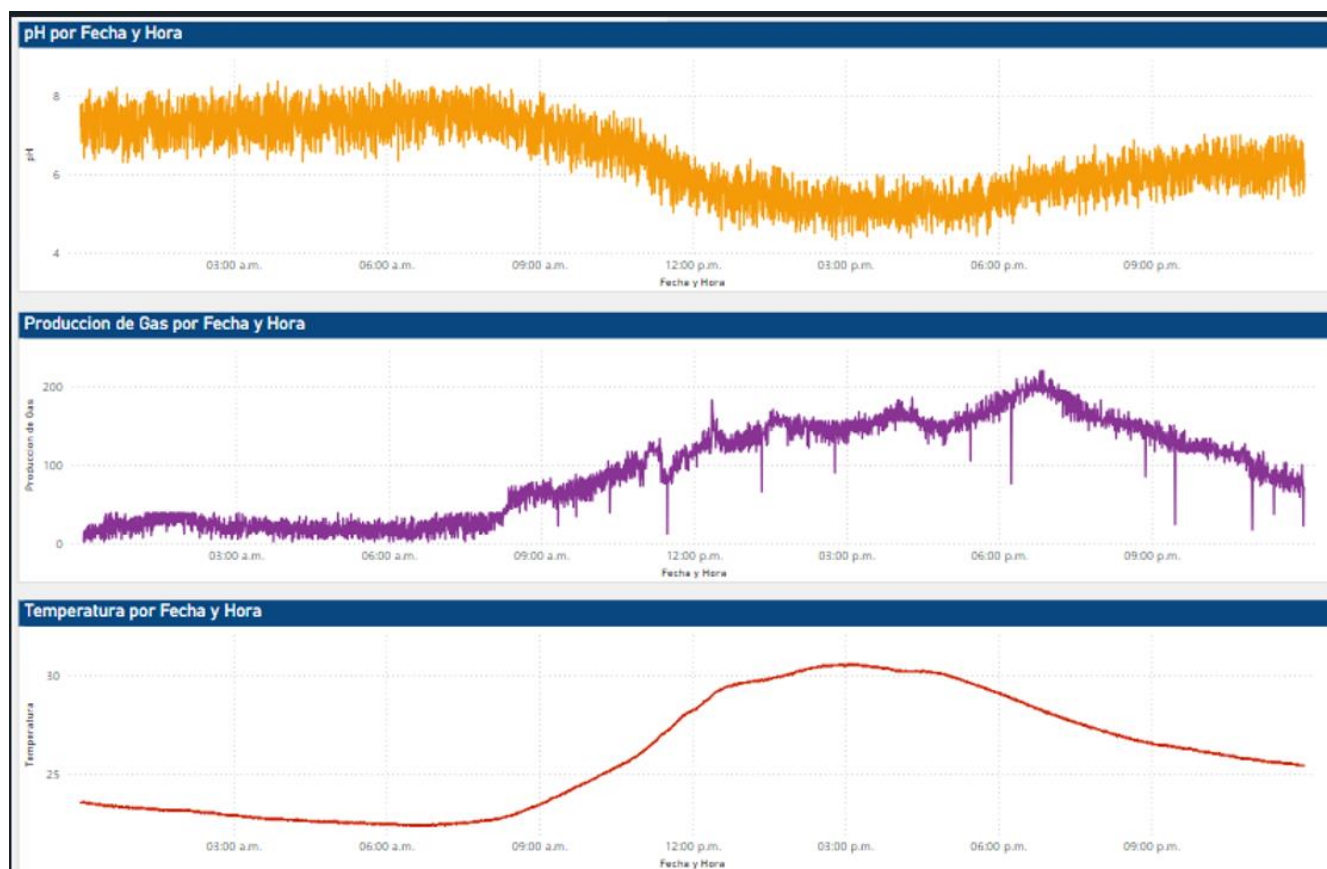 pH por Fecha y Hora
8
6
4
pH
03:00 a.m. 06:00 a.m. 09:00 a.m. 12:00 p.m. 03:00 p.m. 06:00 p.m. 09:00 p.m.
Fecha y Hora
Produccion de Gas por Fecha y Hora
200
100
0
Produccion de Gas
03:00 a.m. 06:00 a.m. 09:00 a.m. 12:00 p.m. 03:00 p.m. 06:00 p.m. 09:00 p.m.
Fecha y Hora
Temperatura por Fecha y Hora
30
25
Temperatura
03:00 a.m. 06:00 a.m. 09:00 a.m. 12:00 p.m. 03:00 p.m. 06:00 p.m. 09:00 p.m.
Fecha y Hora